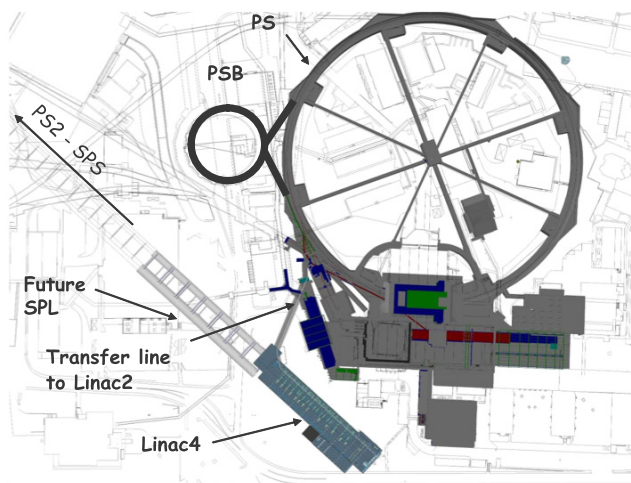 PS
PSB
PS2 - SPS
Future
SPL
Transfer line
to Linac2
Linac4